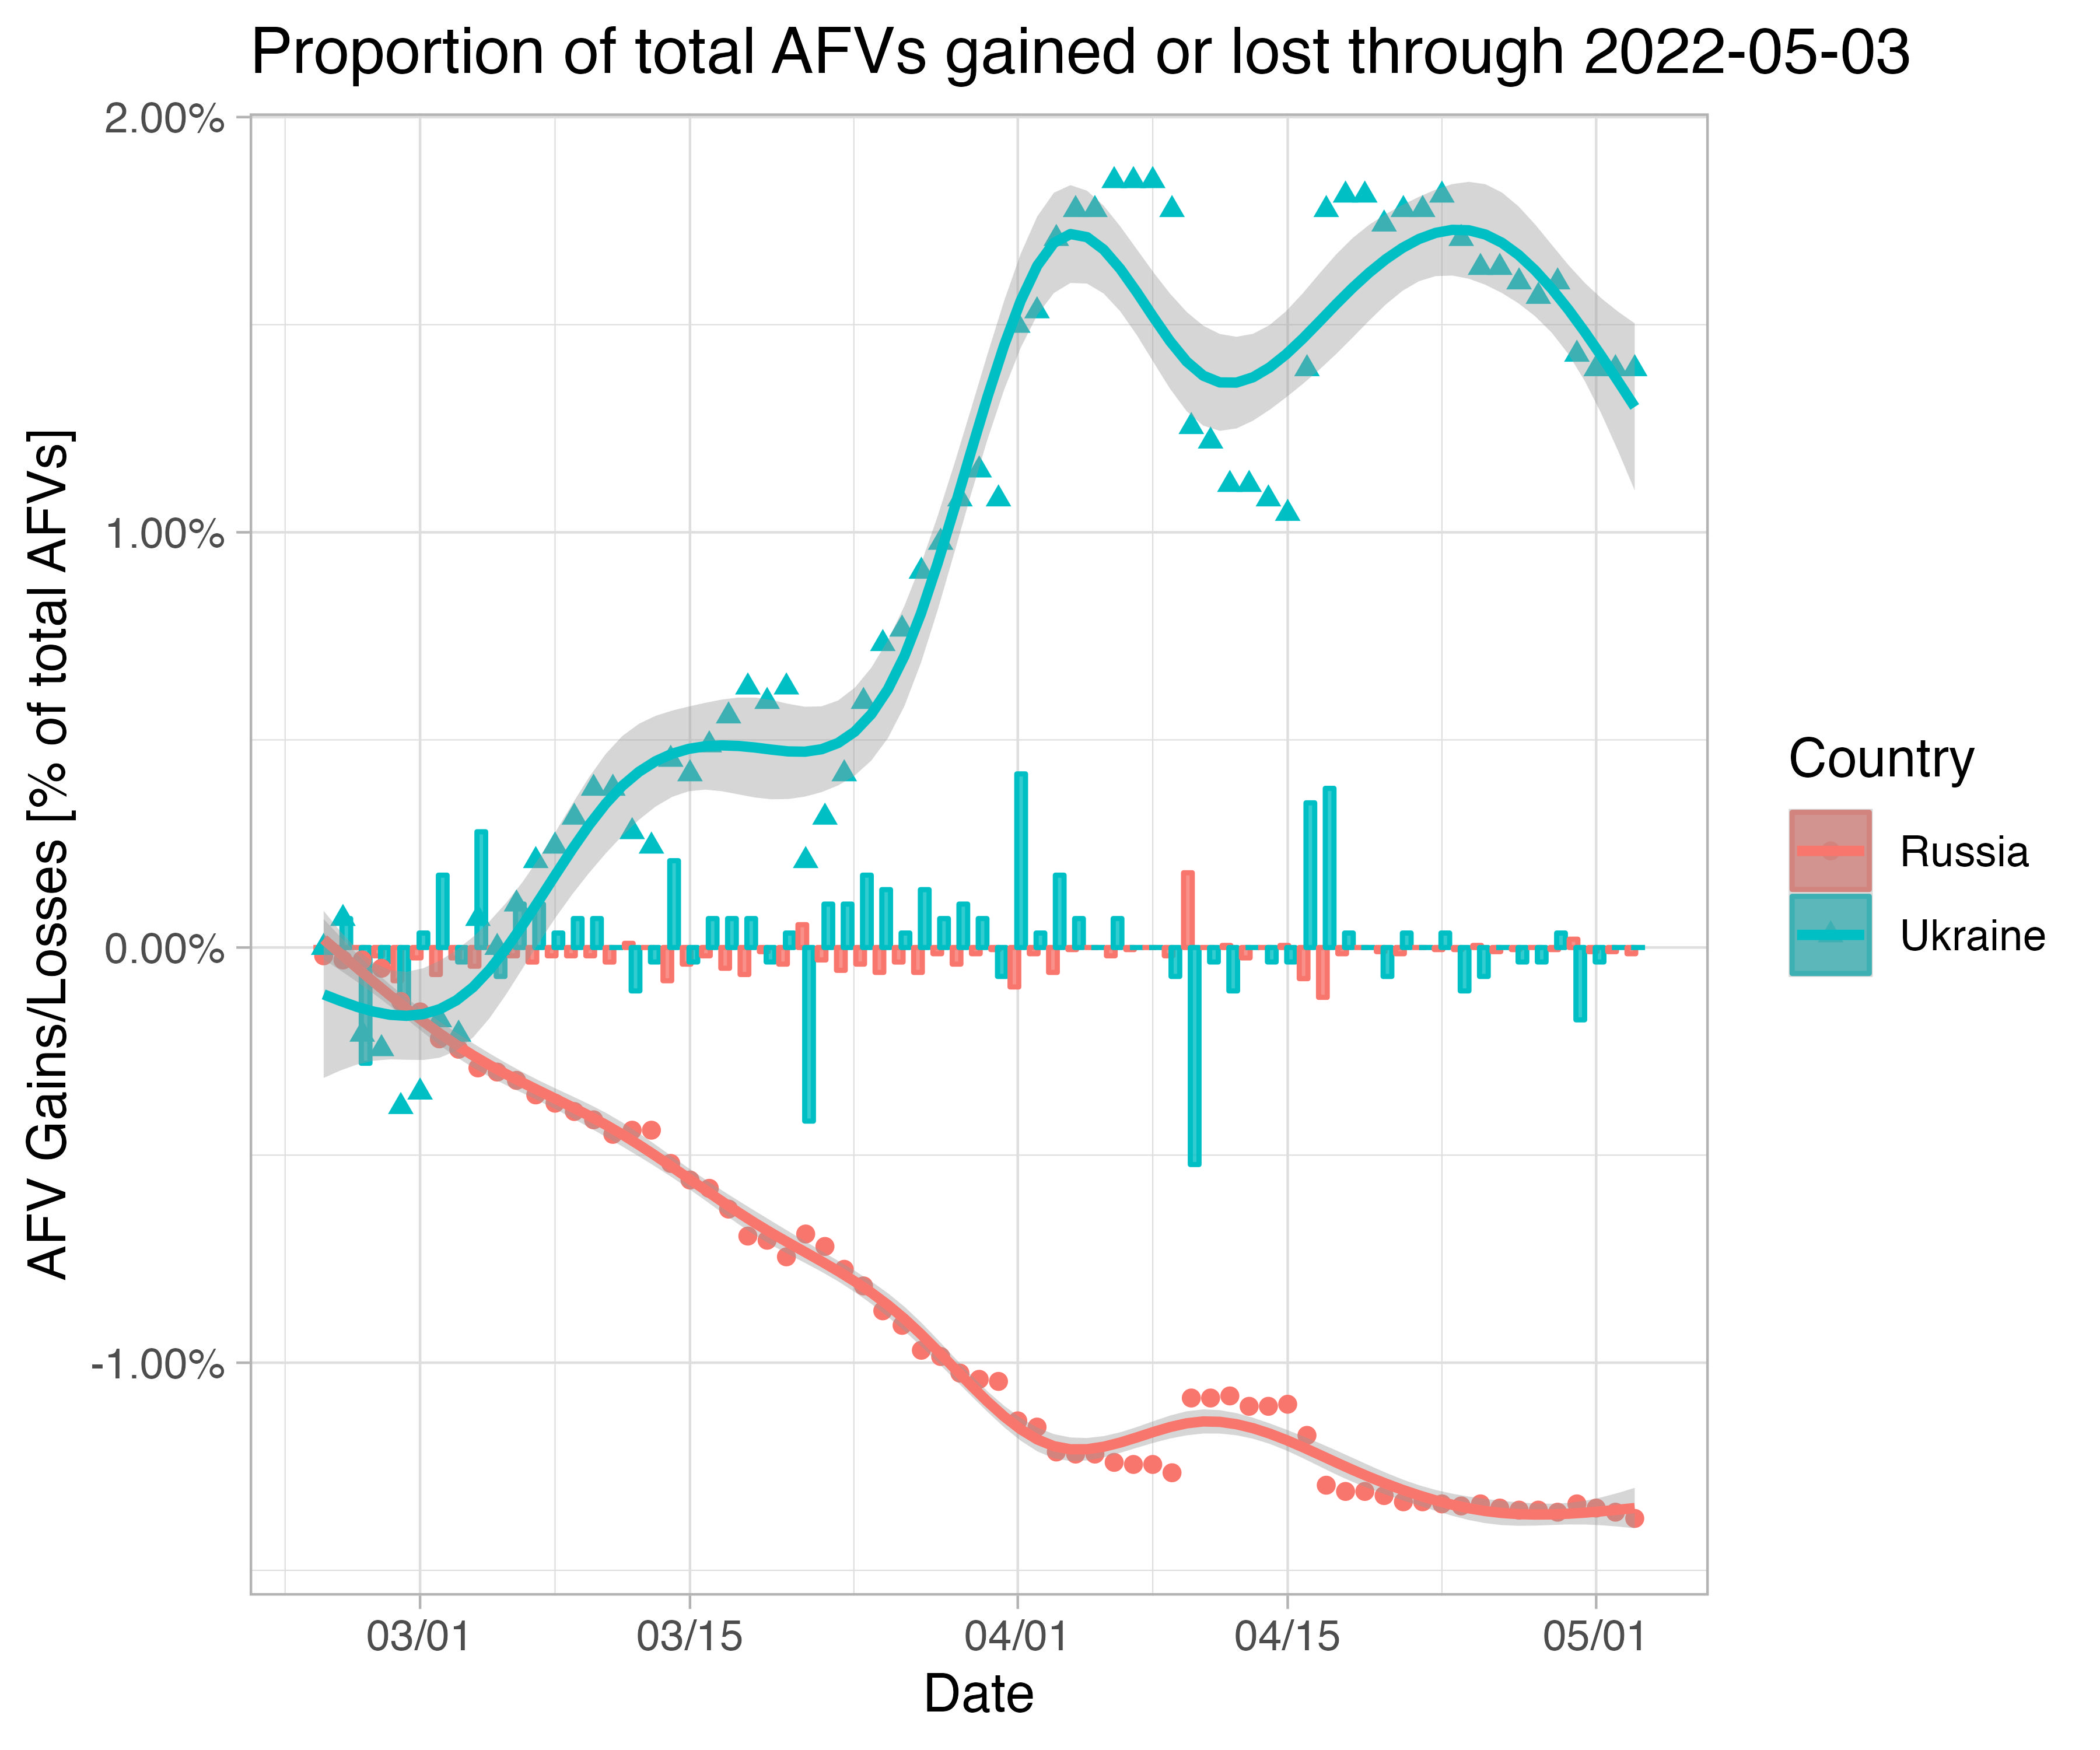 Proportion of total AFVs gained or lost through 2022-05-03
AFV Gains/Losses [% of total AFVs]
2.00%
1.00%
0.00%
-1.00%
03/01
03/15
04/01
04/15
05/01
Date
Country
Russia
Ukraine